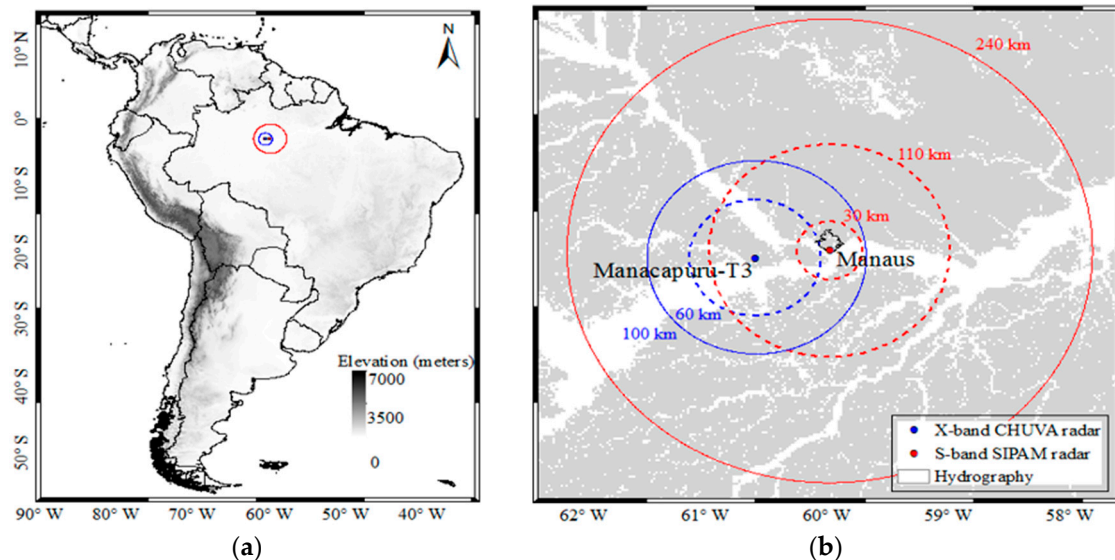 N
10°N
0°
10°S
20°S
30°S
40°S
50°S
90° W
80° W
70° W
60° W
50° W
40° W
Elevation (meters)
7000
3500
0
(a)
240 km
110 km
30 km
Manaus
Manacapuru-T3
60 km
100 km
X-band CHUVA radar
S-band SIPAM radar
Hydrography
62° W
61° W
60° W
59° W
58° W
(b)